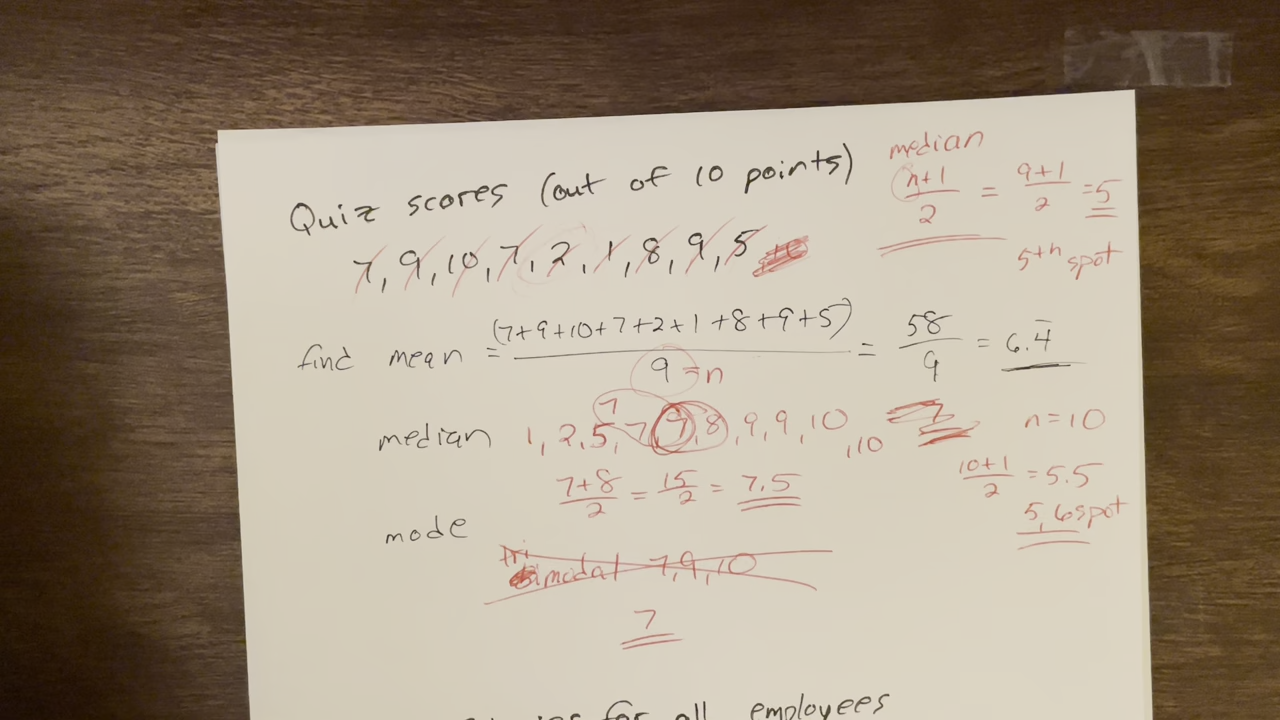 Quiz scores (out of 10 points)
7, 9, 10, 7, 2, 1, 8, 9, 5
median
n+1/2 = 9+1/2 = 5
5th spot
find mean = (7+9+10+7+2+1+8+9+5)/9 = 58/9 = 6.4̄
9 = n
7
median 1, 2, 5, 7, 7, 8, 9, 9, 10, 10 7
7+8/2 = 15/2 = 7.5
n=10
10+1/2 = 5.5
5, 6 spot
mode
tri
bimodal 7, 9, 10
7
for all employees